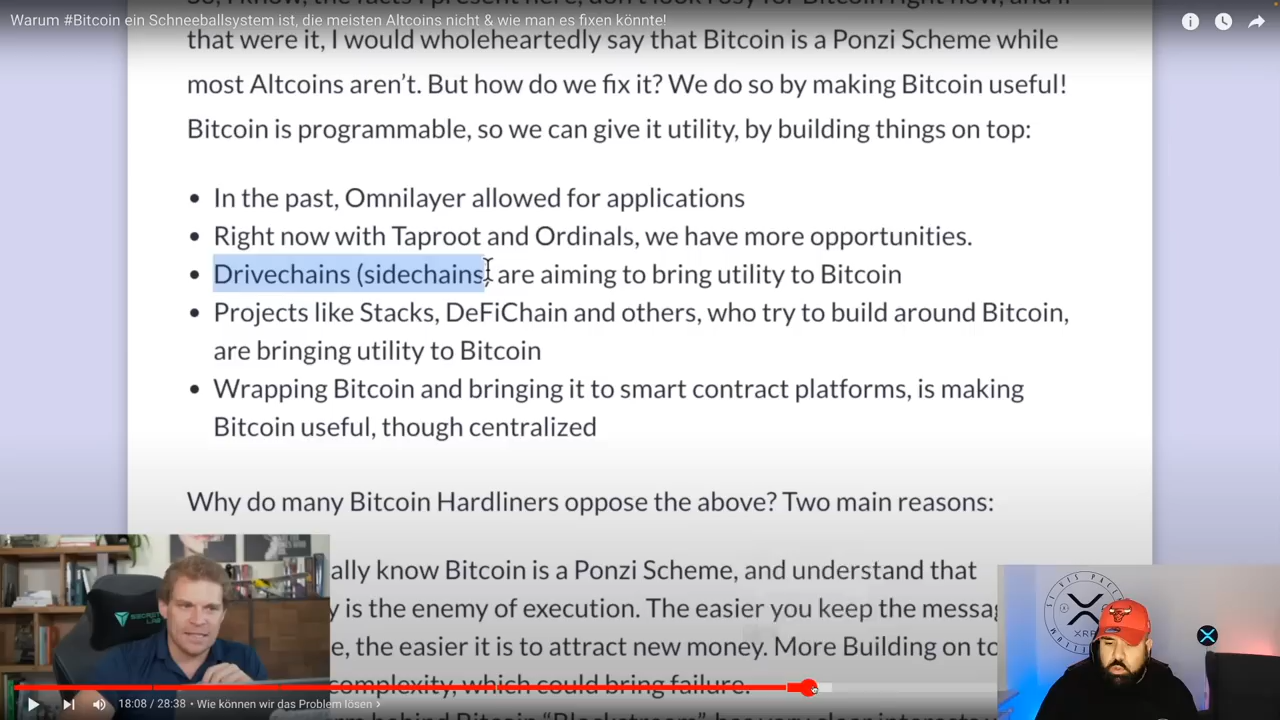 Warum #Bitcoin ein Schneeballsystem ist, die meisten Altcoins nicht & wie man es fixen könnte!
that were it, I would wholeheartedly say that Bitcoin is a Ponzi Scheme while
most Altcoins aren't. But how do we fix it? We do so by making Bitcoin useful!
Bitcoin is programmable, so we can give it utility, by building things on top:
• In the past, Omnilayer allowed for applications
• Right now with Taproot and Ordinals, we have more opportunities.
• Drivechains (sidechains) are aiming to bring utility to Bitcoin
• Projects like Stacks, DeFiChain and others, who try to build around Bitcoin,
are bringing utility to Bitcoin
• Wrapping Bitcoin and bringing it to smart contract platforms, is making
Bitcoin useful, though centralized
Why do many Bitcoin Hardliners oppose the above? Two main reasons:
ally know Bitcoin is a Ponzi Scheme, and understand that
y is the enemy of execution. The easier you keep the messag
e, the easier it is to attract new money. More Building on to
complexity, which could bring failure.
SECRETLAB
XRP
18:08 / 28:38 • Wie können wir das Problem lösen >